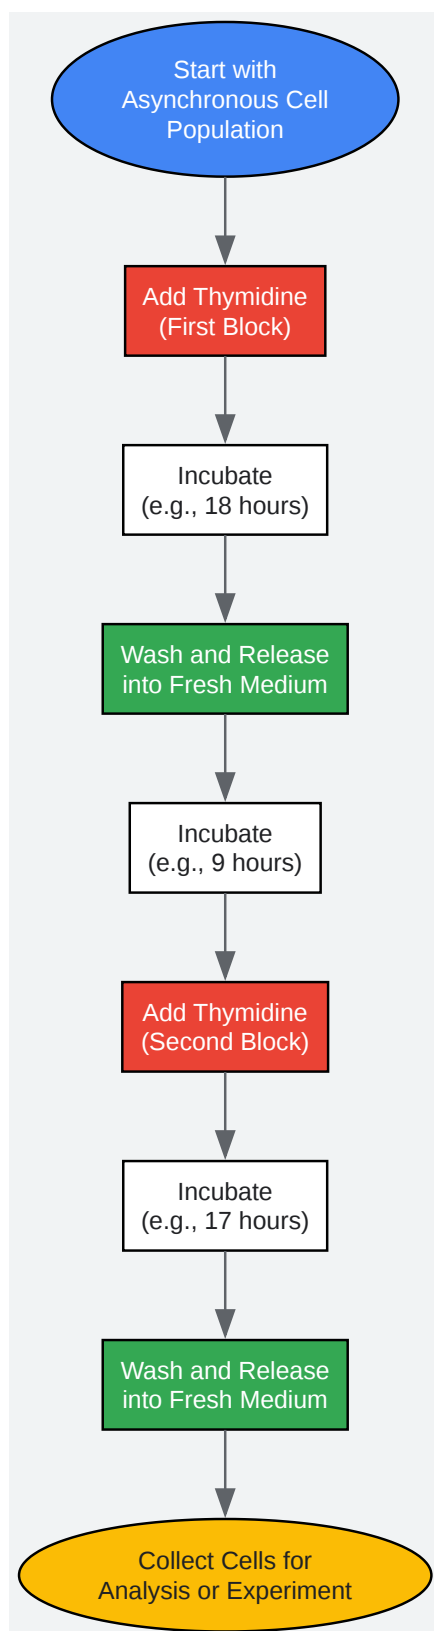 Start with
Asynchronous Cell
Population
Add Thymidine
(First Block)
Incubate
(e.g., 18 hours)
Wash and Release
into Fresh Medium
Incubate
(e.g., 9 hours)
Add Thymidine
(Second Block)
Incubate
(e.g., 17 hours)
Wash and Release
into Fresh Medium
Collect Cells for
Analysis or Experiment